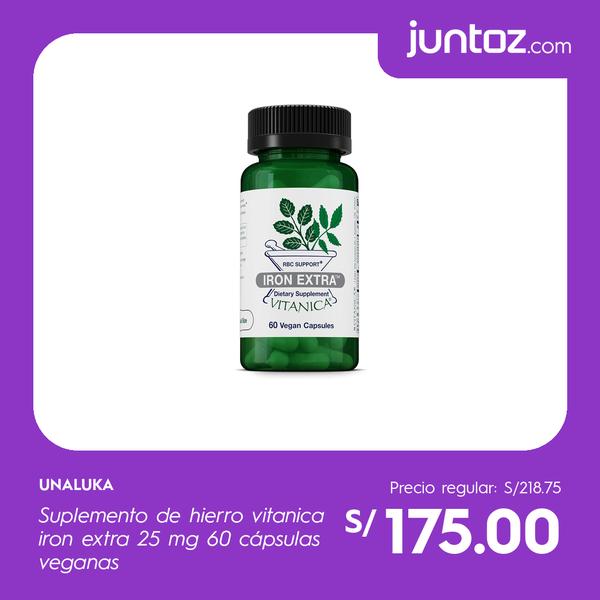 juntoz.com
RBC SUPPORT*
IRON EXTRA™
Dietary Supplement
VITANICA®
60 Vegan Capsules
UNALUKA
Suplemento de hierro vitanica
iron extra 25 mg 60 cápsulas
veganas
Precio regular: S/218.75
S/ 175.00